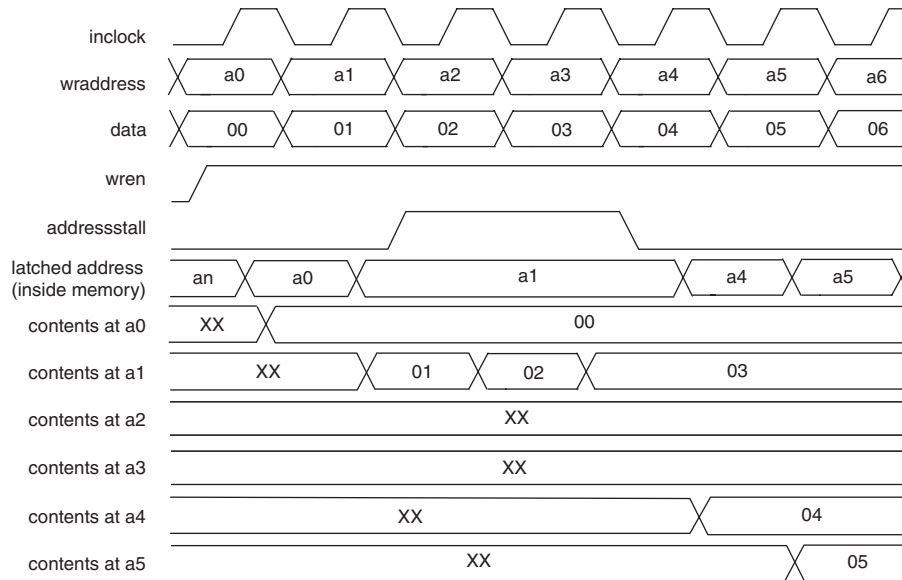 inclock
wraddress a0 a1 a2 a3 a4 a5 a6
data 00 01 02 03 04 05 06
wren
addressstall
latched address
(inside memory) an a0 a1 a4 a5
contents at a0 XX 00
contents at a1 XX 01 02 03
contents at a2 XX
contents at a3 XX
contents at a4 XX 04
contents at a5 XX 05